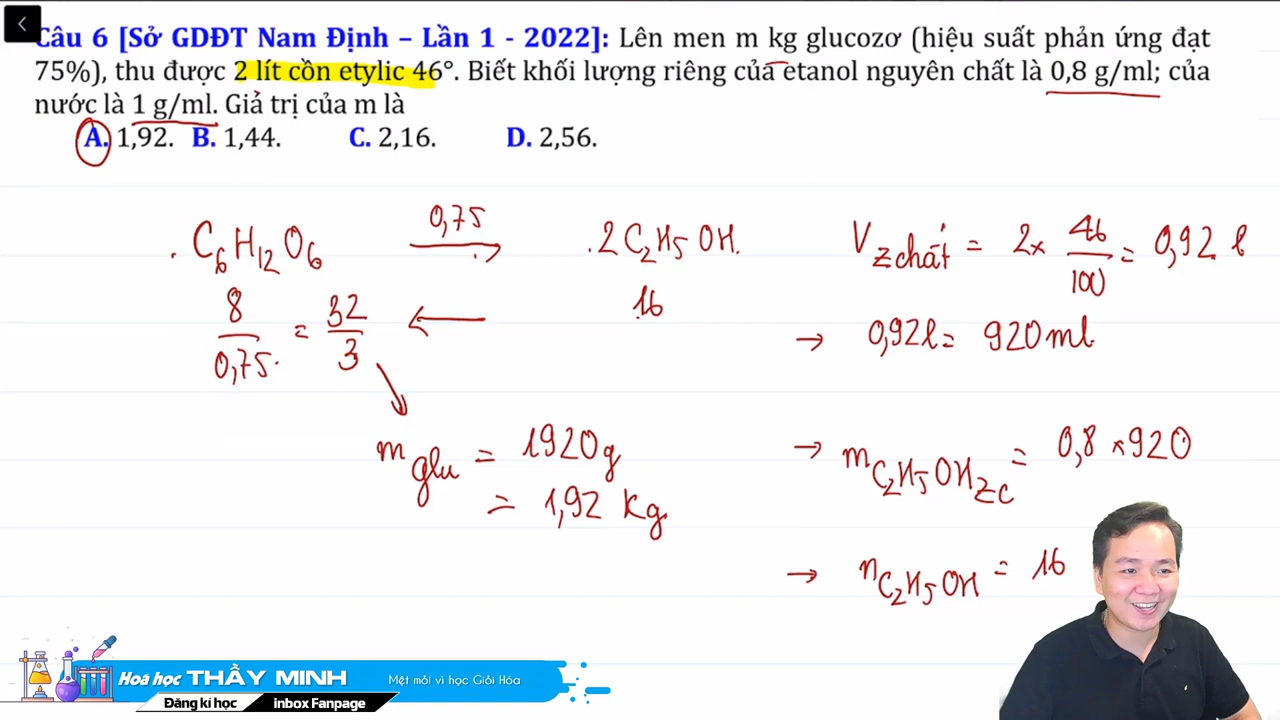 Câu 6 [Sở GDĐT Nam Định – Lần 1 - 2022]: Lên men m kg glucozơ (hiệu suất phản ứng đạt
75%), thu được 2 lít cồn etylic 46°. Biết khối lượng riêng của etanol nguyên chất là 0,8 g/ml; của
nước là 1 g/ml. Giả trị của m là
A. 1,92. B. 1,44. C. 2,16. D. 2,56.
. C6H12O6 0,75 → . 2C2H5OH.
8/0,75. = 32/3 ← 16
m glu = 1920g
= 1,92 Kg
V zchất = 2 x 46/100 = 0,92 l
→ 0,92l = 920 ml
→ m C2H5OH ZC = 0,8 x 920
→ n C2H5OH = 16
Hoá học THẦY MINH
Mệt mỏi vì học Giỏi Hóa
Đăng kí học inbox Fanpage